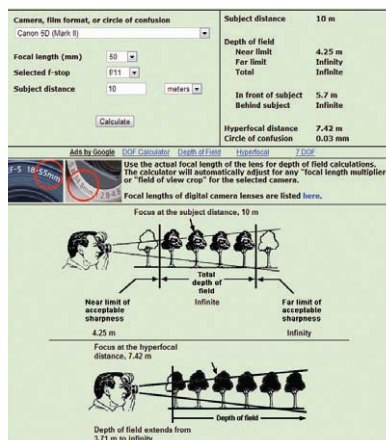 Camera, film format, or circle of confusion
Canon 5D (Mark II)
Focal length (mm) 50
Selected f-stop f/11
Subject distance 10 meters
Calculate
Subject distance 10 m
Depth of field
Near limit 4.25 m
Far limit Infinity
Total Infinite
In front of subject 5.7 m
Behind subject Infinite
Hyperfocal distance 7.42 m
Circle of confusion 0.03 mm
Ads by Google DOF Calculator Depth of Field Hyperfocal 7 DOF
F-S 18-55mm
Use the actual focal length of the lens for depth of field calculations.
The calculator will automatically adjust for any "focal length multiplier"
or "field of view crop" for the selected camera.
Focal lengths of digital camera lenses are listed here.
Focus at the subject distance, 10 m
Total
depth of
field
Near limit of
acceptable
sharpness
Infinite
Far limit of
acceptable
sharpness
4.25 m
Infinity
Focus at the hyperfocal
distance, 7.42 m
Depth of field
Depth of field extends from
3.71 m to infinity